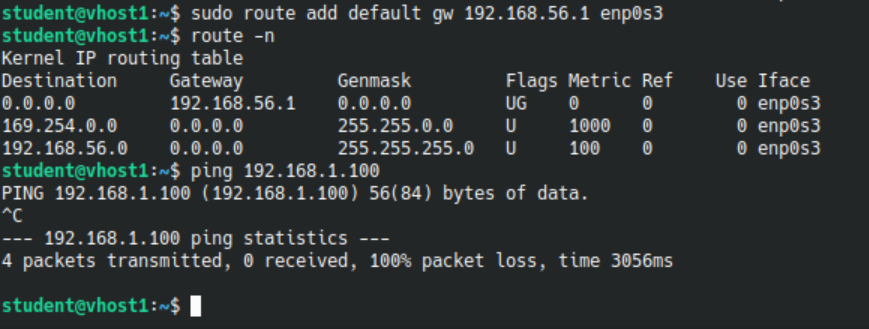 student@vhost1:~$ sudo route add default gw 192.168.56.1 enp0s3
student@vhost1:~$ route -n
Kernel IP routing table
Destination     Gateway         Genmask         Flags Metric Ref    Use Iface
0.0.0.0         192.168.56.1    0.0.0.0         UG    0      0        0 enp0s3
169.254.0.0     0.0.0.0         255.255.0.0     U     1000   0        0 enp0s3
192.168.56.0    0.0.0.0         255.255.255.0   U     100    0        0 enp0s3
student@vhost1:~$ ping 192.168.1.100
PING 192.168.1.100 (192.168.1.100) 56(84) bytes of data.
^C
--- 192.168.1.100 ping statistics ---
4 packets transmitted, 0 received, 100% packet loss, time 3056ms
student@vhost1:~$